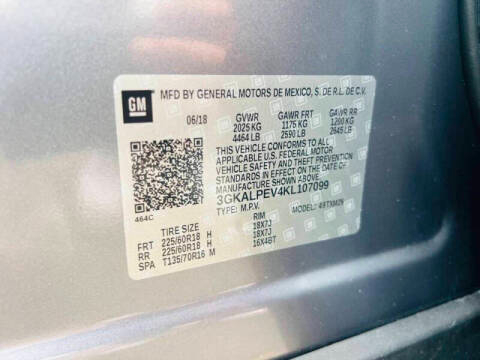 GM
MFD BY GENERAL MOTORS DE MEXICO, S. DE R.L. DE C.V.
06/18 GVWR GAWR FRT GAWR RR
2025 KG 1175 KG 1200 KG
4464 LB 2590 LB 2645 LB
THIS VEHICLE CONFORMS TO ALL
APPLICABLE U.S. FEDERAL MOTOR
VEHICLE SAFETY AND THEFT PREVENTION
STANDARDS IN EFFECT ON THE DATE OF
MANUFACTURE SHOWN ABOVE.
3GKALPEV4KL107099
TYPE: M.P.V. MODEL:
464C
TIRE SIZE RIM
FRT 225/60R18 H 18X7J
RR 225/60R18 H 18X7J
SPA T135/70R16 M 16X4BT